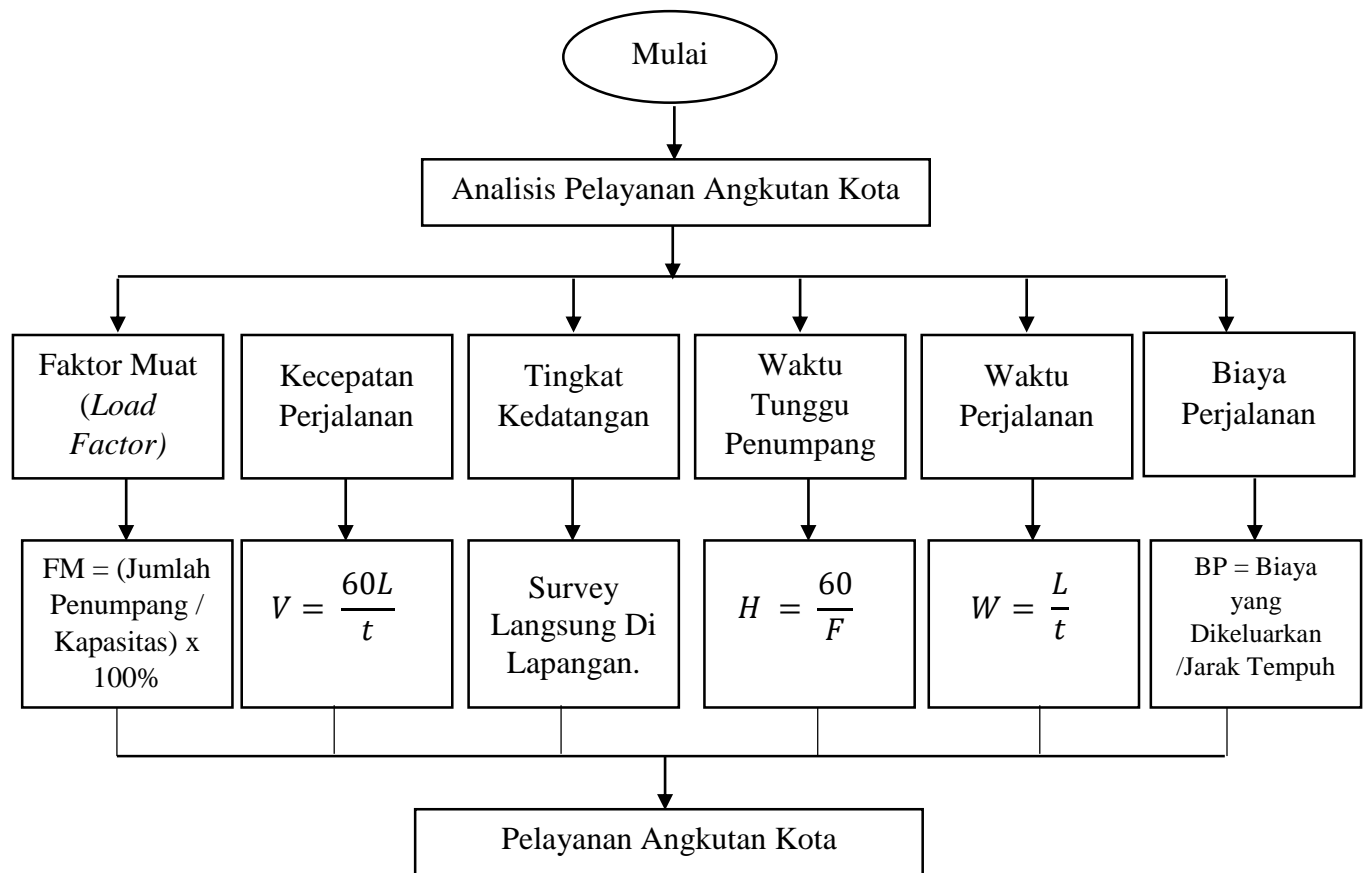 Mulai
Analisis Pelayanan Angkutan Kota
Faktor Muat
(Load
Factor)
Kecepatan
Perjalanan
Tingkat
Kedatangan
Waktu
Tunggu
Penumpang
Waktu
Perjalanan
Biaya
Perjalanan
FM = (Jumlah
Penumpang /
Kapasitas) x
100%
V = 60L/t
Survey
Langsung Di
Lapangan.
H = 60/F
W = L/t
BP = Biaya
yang
Dikeluarkan
/Jarak Tempuh
Pelayanan Angkutan Kota